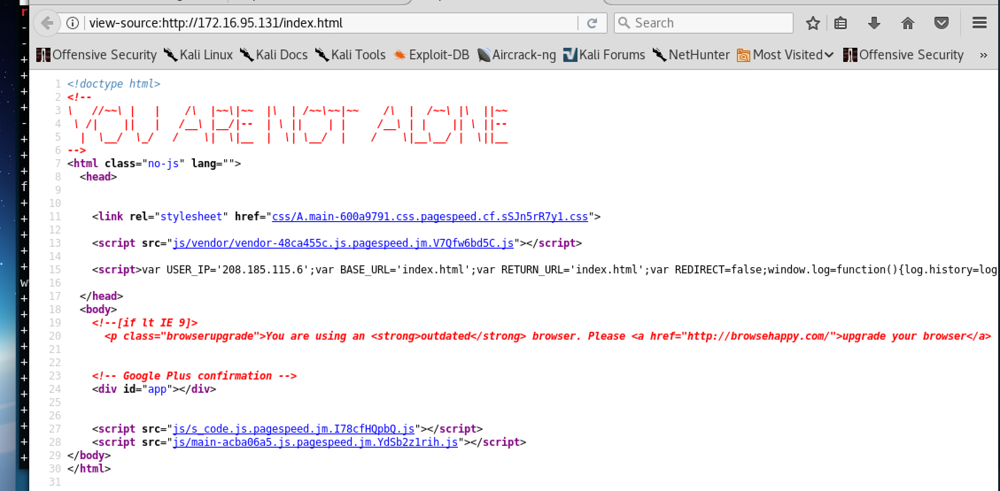 view-source:http://172.16.95.131/index.html
Search
Offensive Security Kali Linux Kali Docs Kali Tools Exploit-DB Aircrack-ng Kali Forums NetHunter Most Visited Offensive Security »
1 <!doctype html>
2 <!--
3 \   //~~\ |   |    /\  |~~\|~~  |\  | /~~\~~|~~    /\  |  /~~\ |\  ||~~
4  \ /|    ||   |   /__\ |__/|--  | \ ||    | |     /__\ | |    || \ ||--
5   |  \__/  \_/   /    \|  \|__  |  \| \__/  |    /    \|__\__/ |  \||__
6 -->
7 <html class="no-js" lang="">
8   <head>
9
10
11     <link rel="stylesheet" href="css/A.main-600a9791.css.pagespeed.cf.sSJn5rR7y1.css">
12
13     <script src="js/vendor/vendor-48ca455c.js.pagespeed.jm.V7Qfw6bd5C.js"></script>
14
15     <script>var USER_IP='208.185.115.6';var BASE_URL='index.html';var RETURN_URL='index.html';var REDIRECT=false;window.log=function(){log.history=log
16
17   </head>
18   <body>
19     <!--[if lt IE 9]>
20       <p class="browserupgrade">You are using an <strong>outdated</strong> browser. Please <a href="http://browsehappy.com/">upgrade your browser</a>
21
22
23     <!-- Google Plus confirmation -->
24     <div id="app"></div>
25
26
27     <script src="js/s_code.js.pagespeed.jm.I78cfHQpbQ.js"></script>
28     <script src="js/main-acba06a5.js.pagespeed.jm.YdSb2z1rih.js"></script>
29 </body>
30 </html>
31